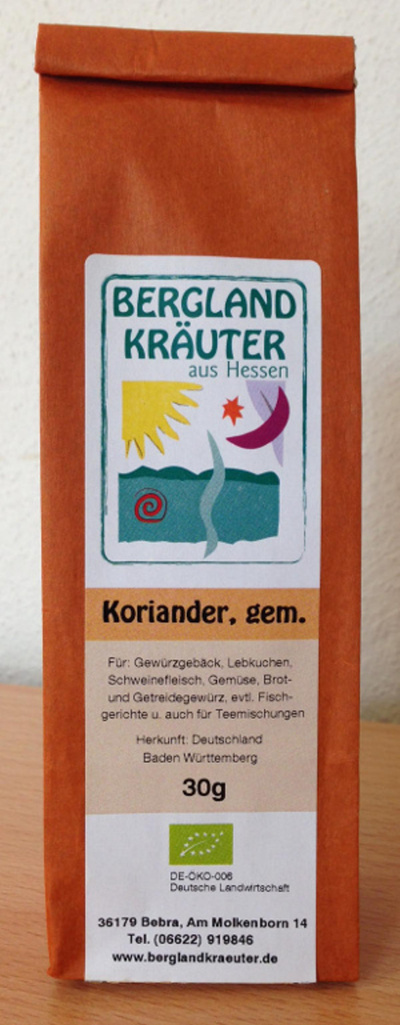 BERGLAND
KRÄUTER
aus Hessen
Koriander, gem.
Für: Gewürzgebäck, Lebkuchen,
Schweinefleisch, Gemüse, Brot-
und Getreidegewürz, evtl. Fisch-
gerichte u. auch für Teemischungen
Herkunft: Deutschland
Baden Württemberg
30g
DE-ÖKO-006
Deutsche Landwirtschaft
36179 Bebra, Am Molkenborn 14
Tel. (06622) 919846
www.berglandkraeuter.de